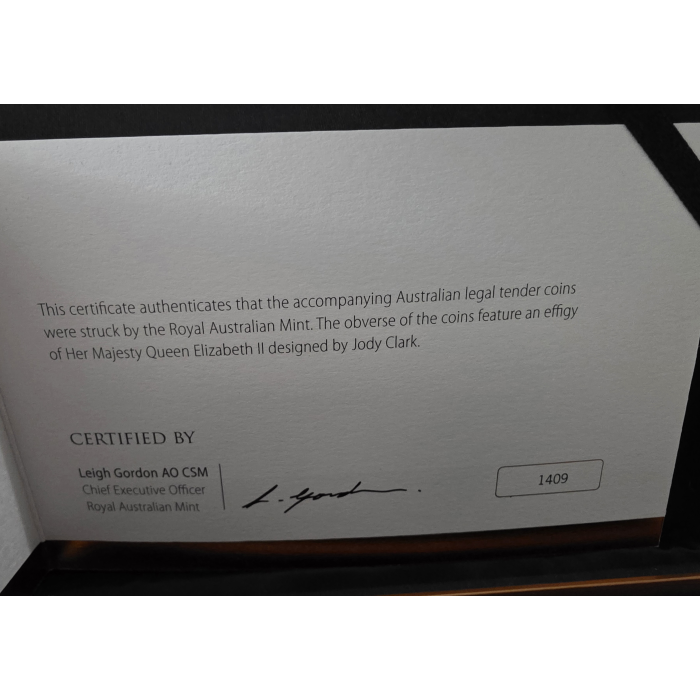 This certificate authenticates that the accompanying Australian legal tender coins
were struck by the Royal Australian Mint. The obverse of the coins feature an effigy
of Her Majesty Queen Elizabeth II designed by Jody Clark.
CERTIFIED BY
Leigh Gordon AO CSM
Chief Executive Officer
Royal Australian Mint
L. Gordon.
1409